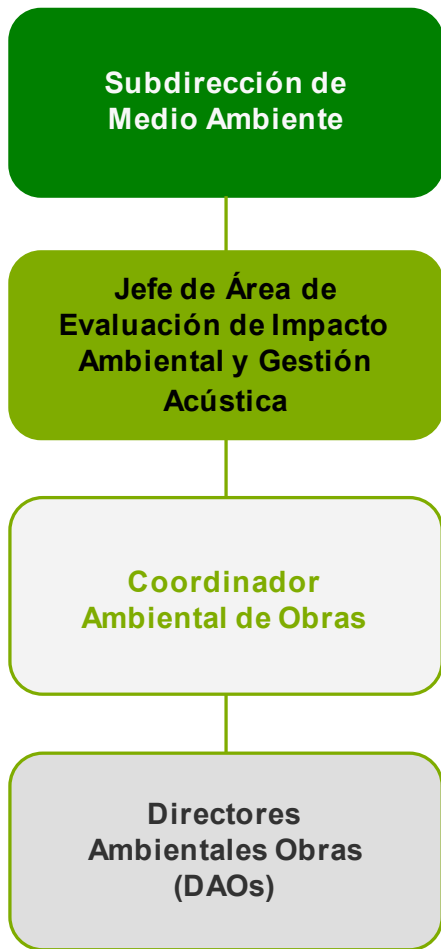 Subdirección de
Medio Ambiente
Jefe de Área de
Evaluación de Impacto
Ambiental y Gestión
Acústica
Coordinador
Ambiental de Obras
Directores
Ambientales Obras
(DAOs)